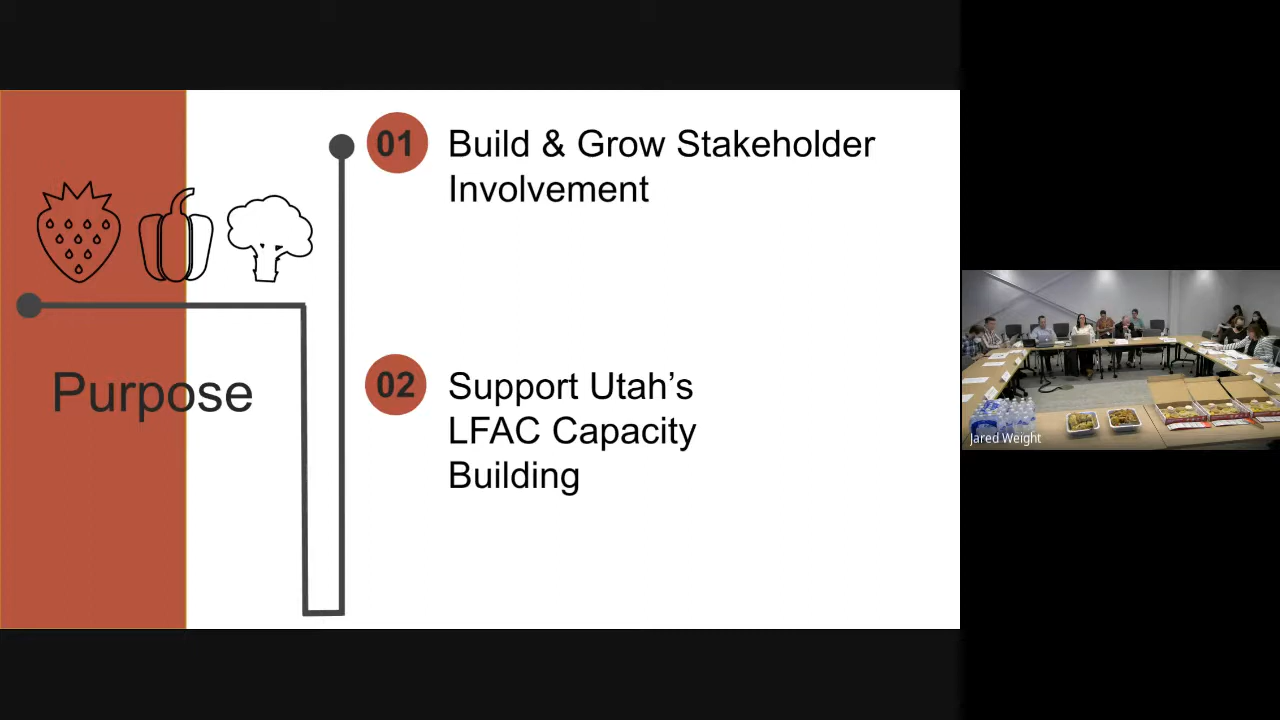 01
Build & Grow Stakeholder
Involvement
Purpose
02
Support Utah’s
LFAC Capacity
Building
Jared Weight